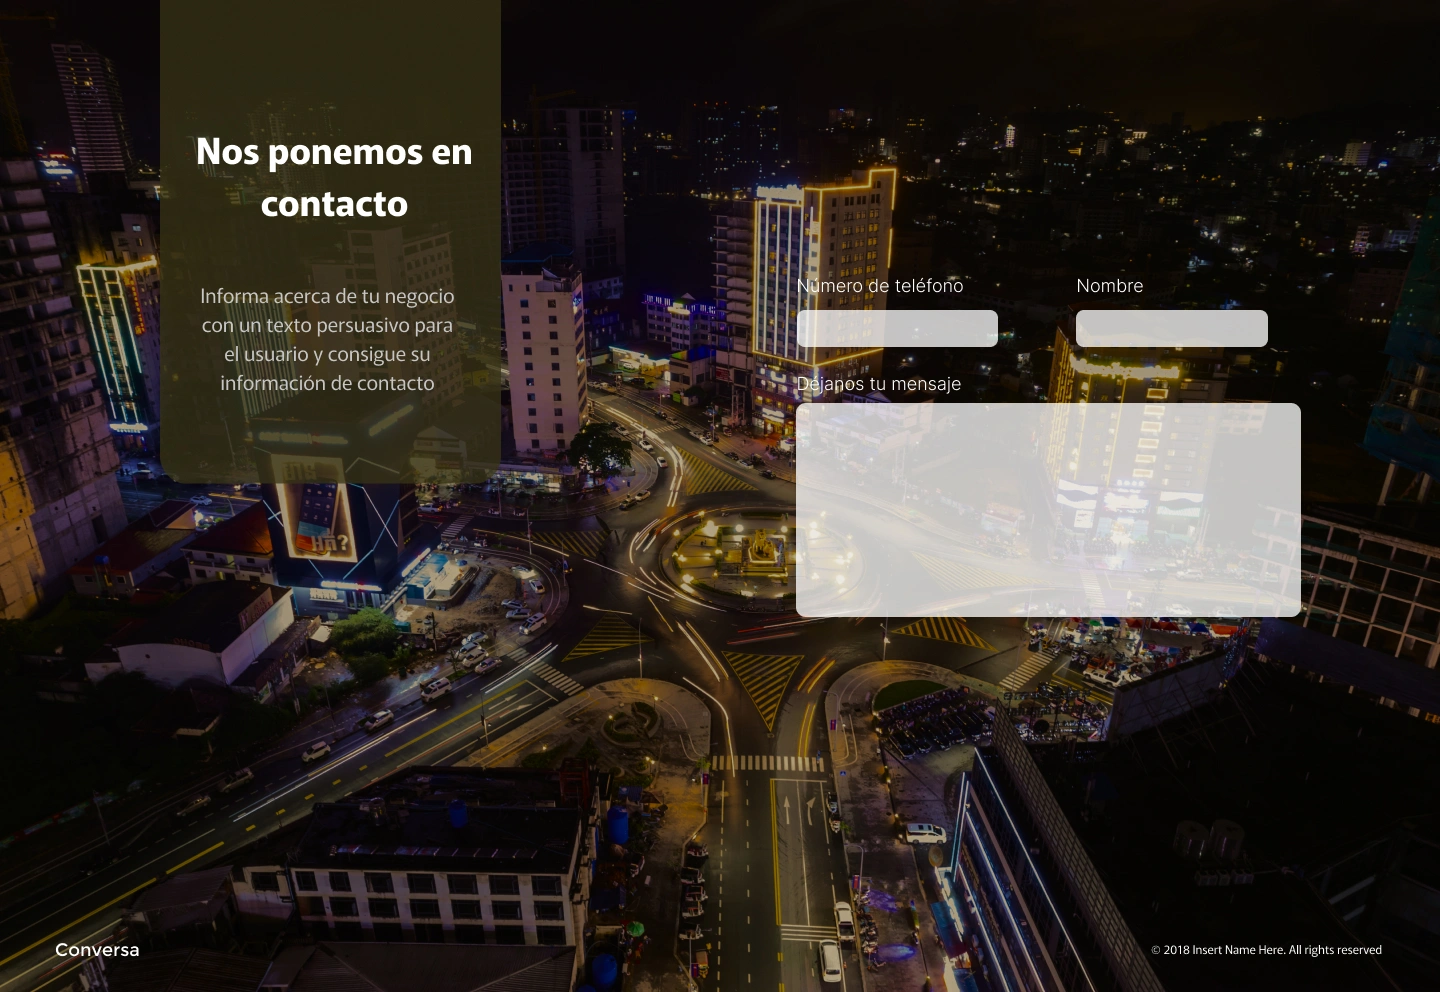 Nos ponemos en
contacto
Informa acerca de tu negocio
con un texto persuasivo para
el usuario y consigue su
información de contacto
Número de teléfono
Nombre
Déjanos tu mensaje
Conversa
© 2018 Insert Name Here. All rights reserved